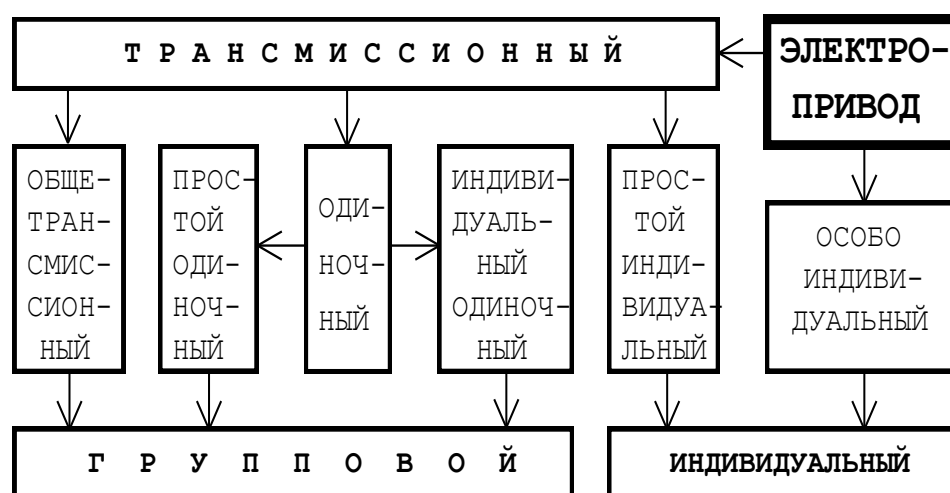 ТРАНСМИССИОННЫЙ
ЭЛЕКТРО-
ПРИВОД
ОБЩЕ-
ТРАН-
СМИС-
СИОН-
НЫЙ
ПРОС-
ТОЙ
ОДИ-
НОЧ-
НЫЙ
ОДИ-
НОЧ-
НЫЙ
ИНДИВИ-
ДУАЛЬ-
НЫЙ
ОДИНОЧ-
НЫЙ
ПРОС-
ТОЙ
ИНДИ-
ВИДУА-
ЛЬНЫЙ
ОСОБО
ИНДИВИ-
ДУАЛЬНЫЙ
ГРУППОВОЙ
ИНДИВИДУАЛЬНЫЙ